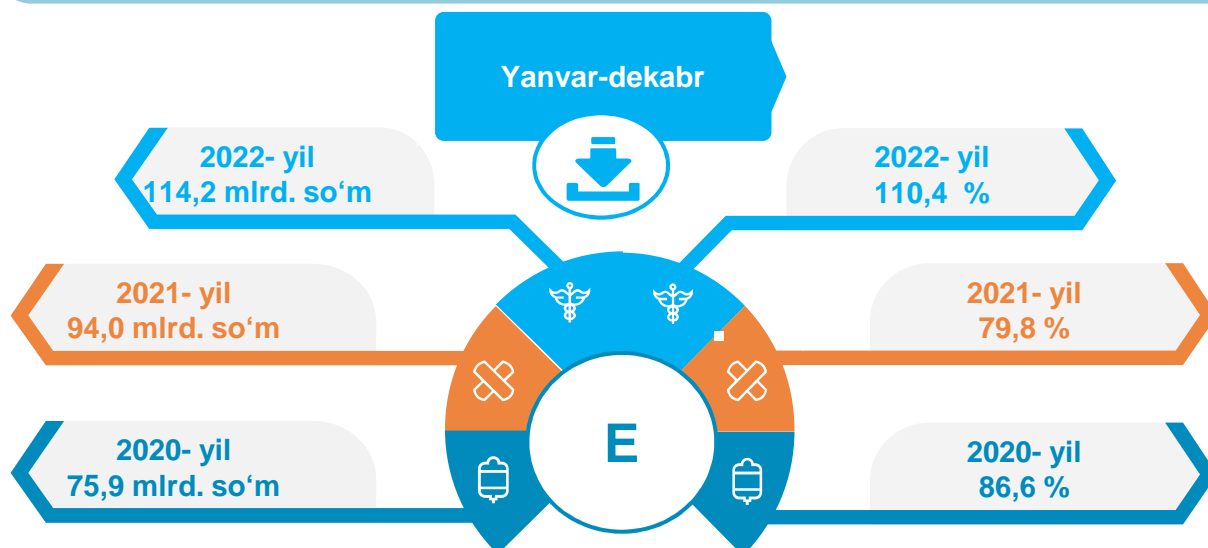 Yanvar-dekabr
2022- yil
114,2 mlrd. so‘m
2022- yil
110,4 %
2021- yil
94,0 mlrd. so‘m
2021- yil
79,8 %
2020- yil
75,9 mlrd. so‘m
2020- yil
86,6 %
E